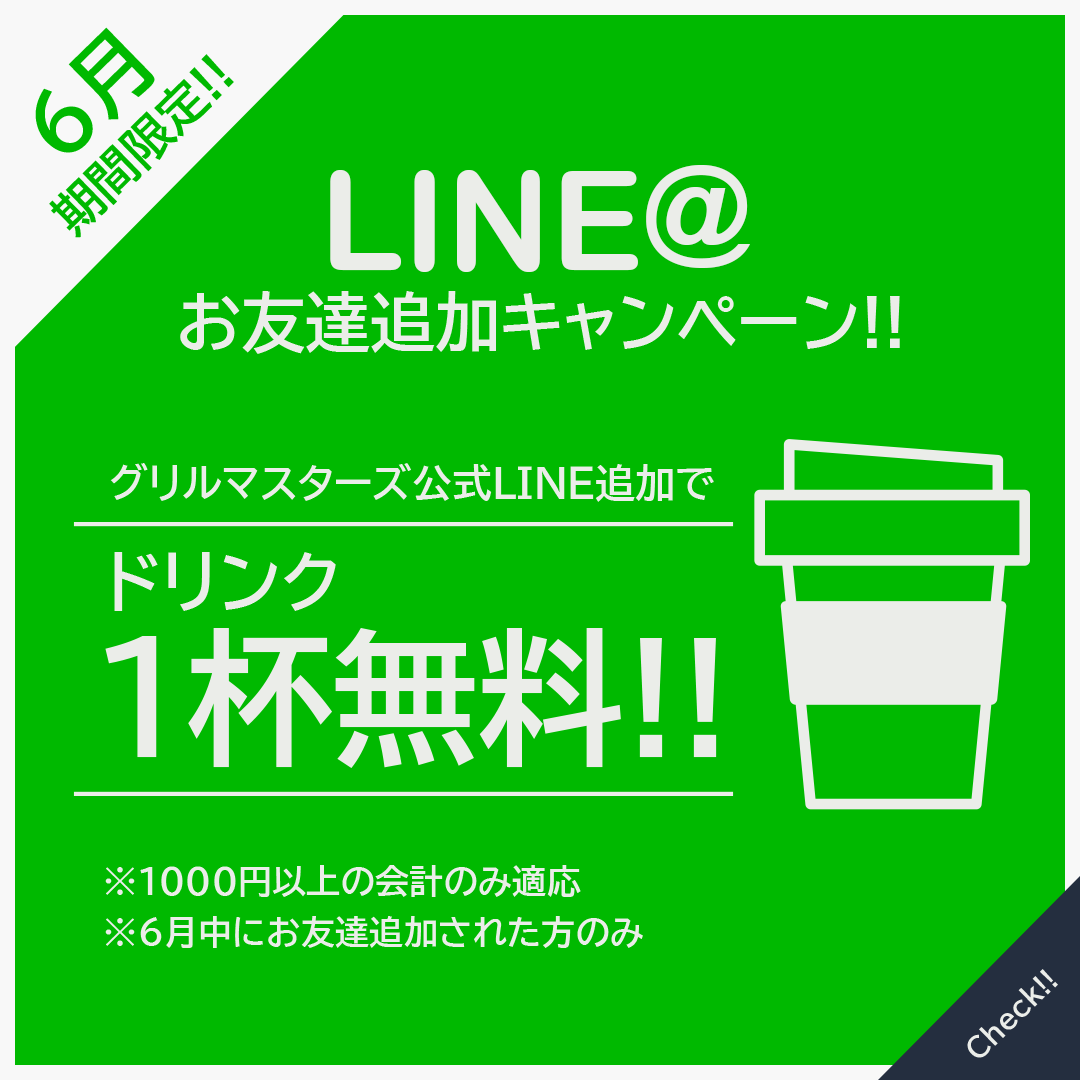 6月
期間限定!!
LINE@
お友達追加キャンペーン!!
グリルマスターズ公式LINE追加で
ドリンク
1杯無料!!
※1000円以上の会計のみ適応
※6月中にお友達追加された方のみ
Check!!